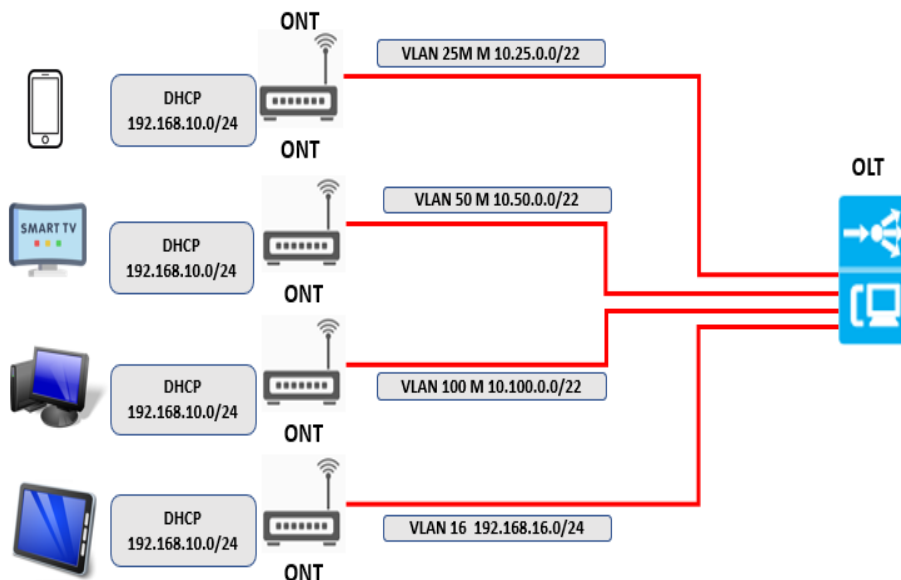 ONT
VLAN 25M M 10.25.0.0/22
DHCP
192.168.10.0/24
ONT
OLT
VLAN 50 M 10.50.0.0/22
SMART TV
DHCP
192.168.10.0/24
ONT
DHCP
192.168.10.0/24
VLAN 100 M 10.100.0.0/22
ONT
DHCP
192.168.10.0/24
VLAN 16 192.168.16.0/24
ONT